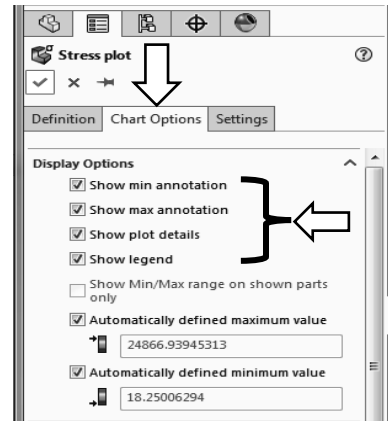 Stress plot
Definition Chart Options Settings
Display Options
Show min annotation
Show max annotation
Show plot details
Show legend
Show Min/Max range on shown parts
only
Automatically defined maximum value
24866.93945313
Automatically defined minimum value
18.25006294